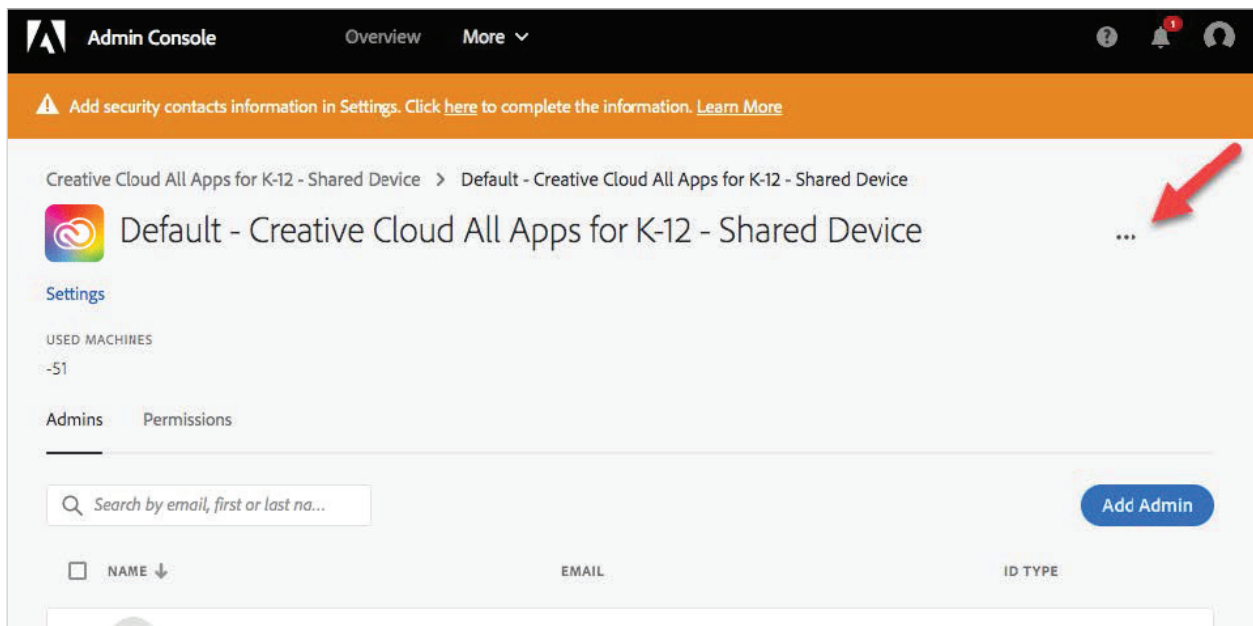 Admin Console Overview More
1
Add security contacts information in Settings. Click here to complete the information. Learn More
Creative Cloud All Apps for K-12 - Shared Device > Default - Creative Cloud All Apps for K-12 - Shared Device
Default - Creative Cloud All Apps for K-12 - Shared Device ...
Settings
USED MACHINES
-51
Admins Permissions
Search by email, first or last na...
Add Admin
NAME EMAIL ID TYPE